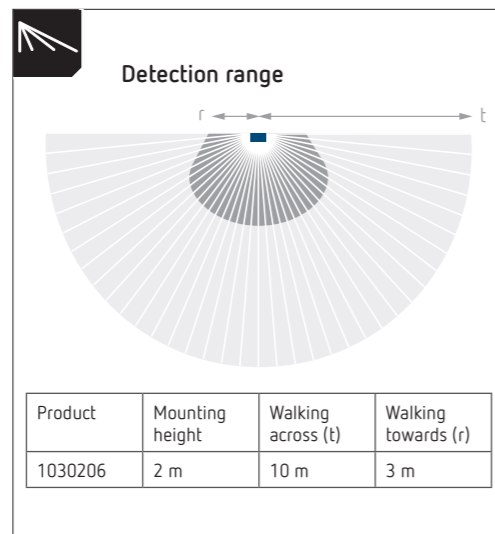 Detection range
r
t
Product
Mounting height
Walking across (t)
Walking towards (r)
1030206
2 m
10 m
3 m